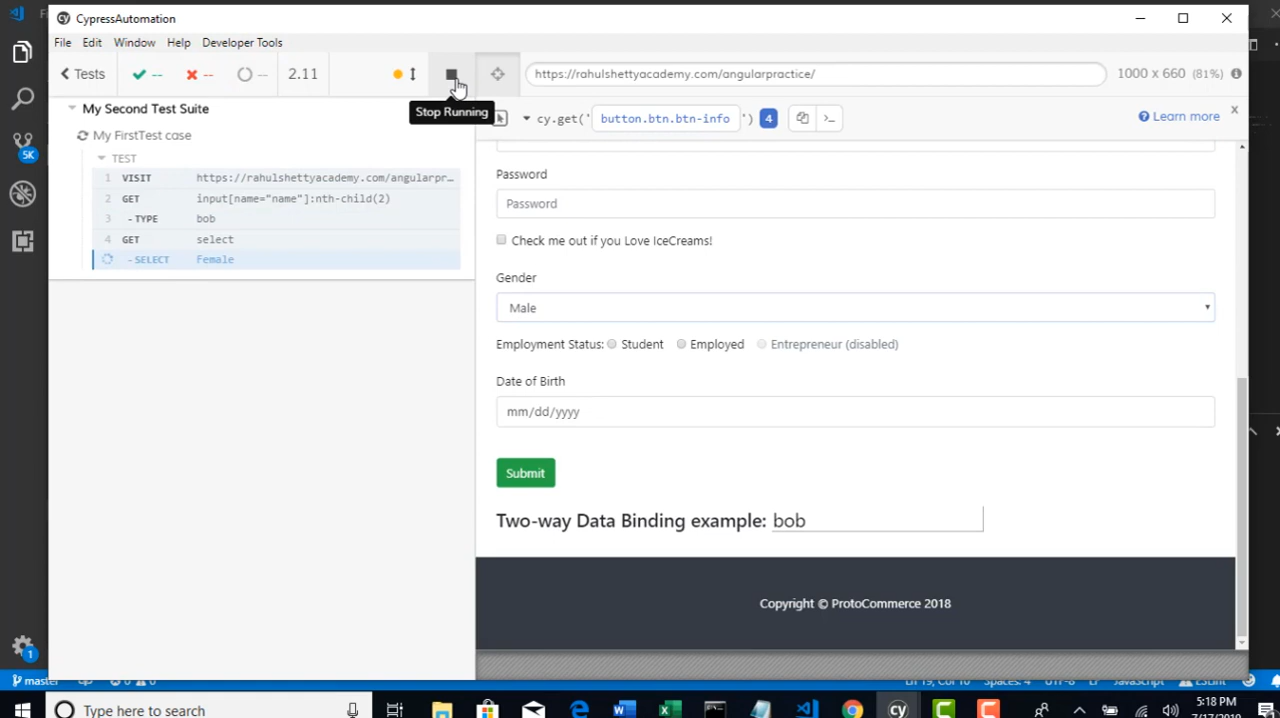 CypressAutomation
File Edit Window Help Developer Tools
Tests -- -- -- 2.11 https://rahulshettyacademy.com/angularpractice/ 1000 x 660 (81%)
Stop Running
cy.get(' button.btn.btn-info ') 4 Learn more
My Second Test Suite
My FirstTest case
TEST
1 VISIT https://rahulshettyacademy.com/angularpr…
2 GET input[name="name"]:nth-child(2)
3 -TYPE bob
4 GET select
-SELECT Female
Password
Password
Check me out if you Love IceCreams!
Gender
Male
Employment Status: Student Employed Entrepreneur (disabled)
Date of Birth
mm/dd/yyyy
Submit
Two-way Data Binding example: bob
Copyright © ProtoCommerce 2018
5K
1
master
Type here to search
5:18 PM